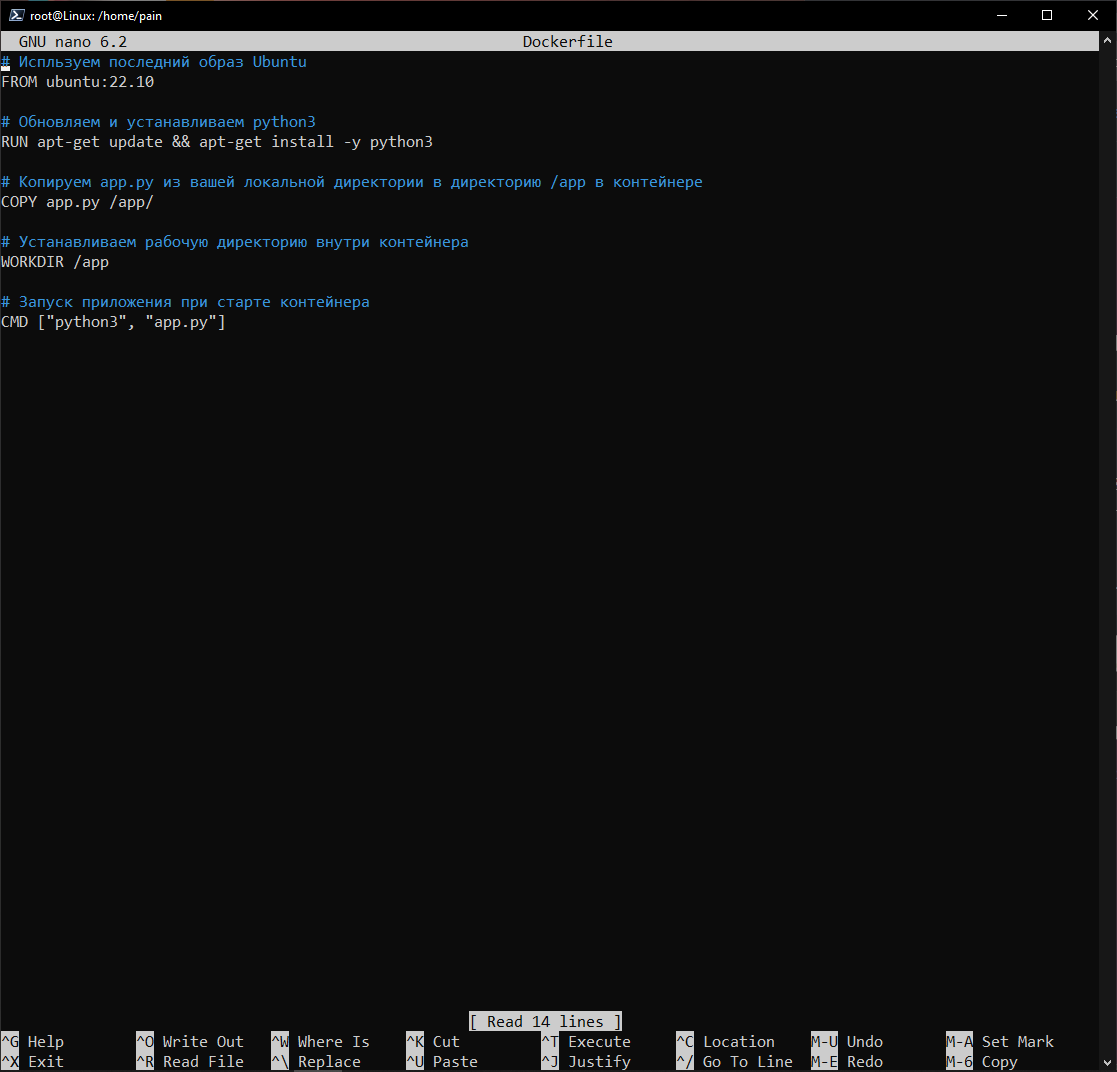 root@Linux: /home/pain
GNU nano 6.2 Dockerfile
# Испльзуем последний образ Ubuntu
FROM ubuntu:22.10
# Обновляем и устанавливаем python3
RUN apt-get update && apt-get install -y python3
# Копируем app.py из вашей локальной директории в директорию /app в контейнере
COPY app.py /app/
# Устанавливаем рабочую директорию внутри контейнера
WORKDIR /app
# Запуск приложения при старте контейнера
CMD ["python3", "app.py"]
[ Read 14 lines ]
^G Help ^O Write Out ^W Where Is ^K Cut ^T Execute ^C Location M-U Undo M-A Set Mark
^X Exit ^R Read File ^\ Replace ^U Paste ^J Justify ^/ Go To Line M-E Redo M-6 Copy